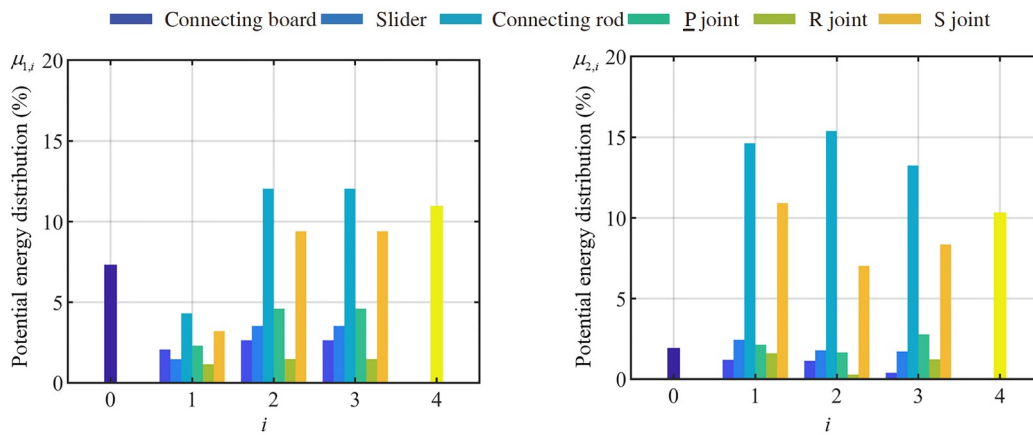 Connecting board Slider Connecting rod P joint R joint S joint
μ1,i
Potential energy distribution (%)
20
15
10
5
0
0 1 2 3 4
i
μ2,i
Potential energy distribution (%)
20
15
10
5
0
0 1 2 3 4
i